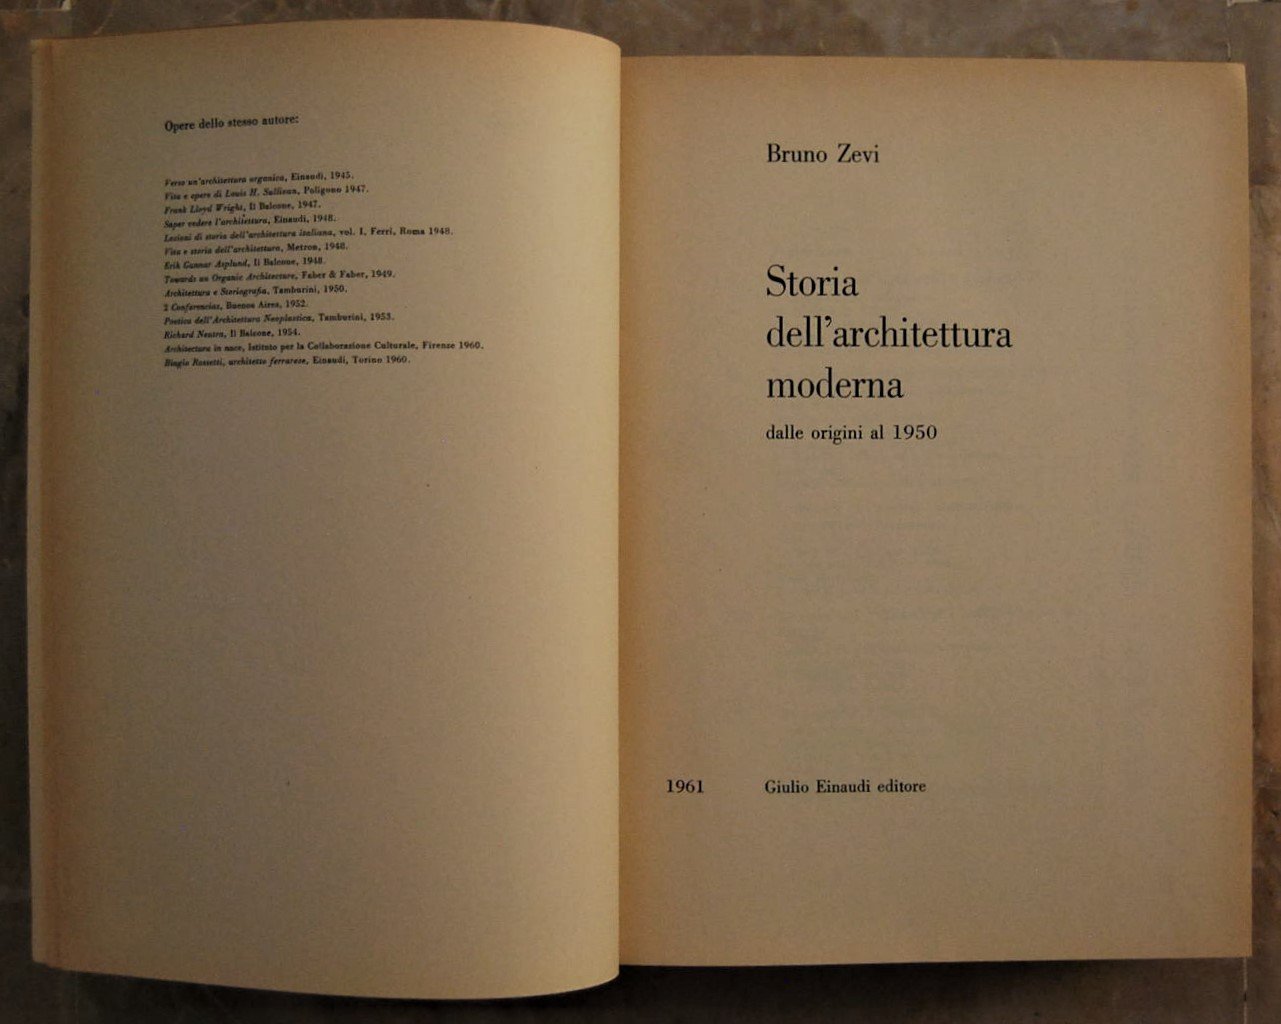 Opere dello stesso autore:
Verso un'architettura organica, Einaudi, 1945.
Vita e opere di Louis H. Sullivan, Poligono 1947.
Frank Lloyd Wright, Il Balcone, 1947.
Saper vedere l'architettura, Einaudi, 1948.
Lezioni di storia dell'architettura italiana, vol. I. Ferri, Roma 1948.
Vita e storia dell'architettura, Metron, 1948.
Erik Gunnar Asplund, Il Balcone, 1948.
Towards an Organic Architecture, Faber & Faber, 1949.
Architettura e Storiografia, Tamburini, 1950.
2 Conferencias, Buenos Aires, 1952.
Poetica dell'Architettura Neoplastica, Tamburini, 1953.
Richard Neutra, Il Balcone, 1954.
Architectura in nuce, Istituto per la Collaborazione Culturale, Firenze 1960.
Biagio Rossetti, architetto ferrarese, Einaudi, Torino 1960.
Bruno Zevi
Storia
dell'architettura
moderna
dalle origini al 1950
1961 Giulio Einaudi editore